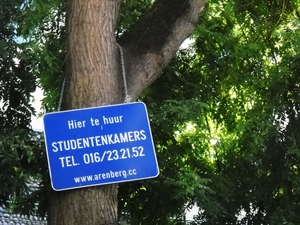 Hier te huur
STUDENTENKAMERS
TEL. 016/23.21.52
www.arenberg.cc